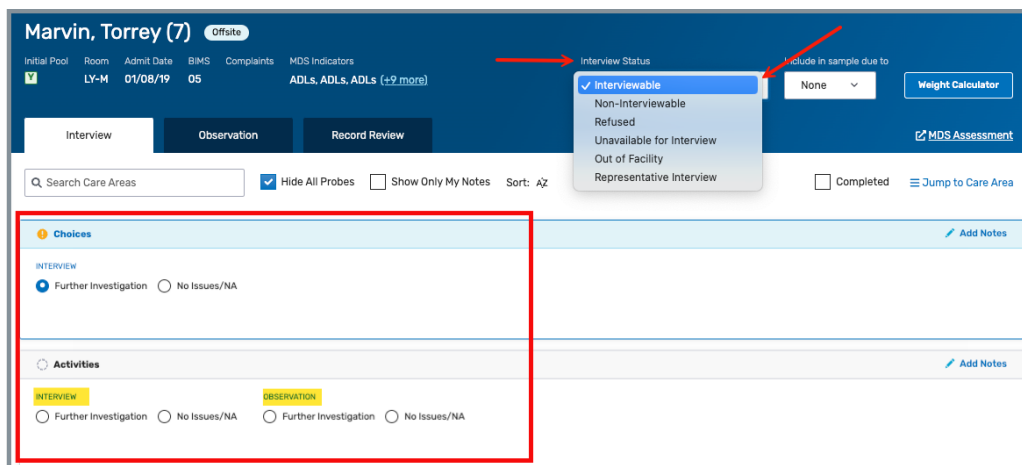 Marvin, Torrey (7) Offsite
Initial Pool Room Admit Date BIMS Complaints MDS Indicators Interview Status Include in sample due to
Y LY-M 01/08/19 05 ADLs, ADLs, ADLs (+9 more) ✓ Interviewable None Weight Calculator
Non-Interviewable
Refused
Unavailable for Interview
Out of Facility
Representative Interview
Interview Observation Record Review MDS Assessment
Search Care Areas Hide All Probes Show Only My Notes Sort: AZ Completed Jump to Care Area
Choices Add Notes
INTERVIEW
Further Investigation No Issues/NA
Activities Add Notes
INTERVIEW OBSERVATION
Further Investigation No Issues/NA Further Investigation No Issues/NA